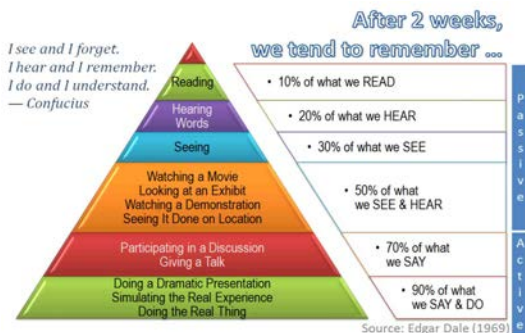 After 2 weeks,
we tend to remember ...
I see and I forget.
I hear and I remember.
I do and I understand.
— Confucius
Reading
• 10% of what we READ
Hearing
Words
• 20% of what we HEAR
Seeing
• 30% of what we SEE
Watching a Movie
Looking at an Exhibit
Watching a Demonstration
Seeing It Done on Location
• 50% of what
we SEE & HEAR
Passive
Participating in a Discussion
Giving a Talk
• 70% of what
we SAY
Doing a Dramatic Presentation
Simulating the Real Experience
Doing the Real Thing
• 90% of what
we SAY & DO
Active
Source: Edgar Dale (1969)